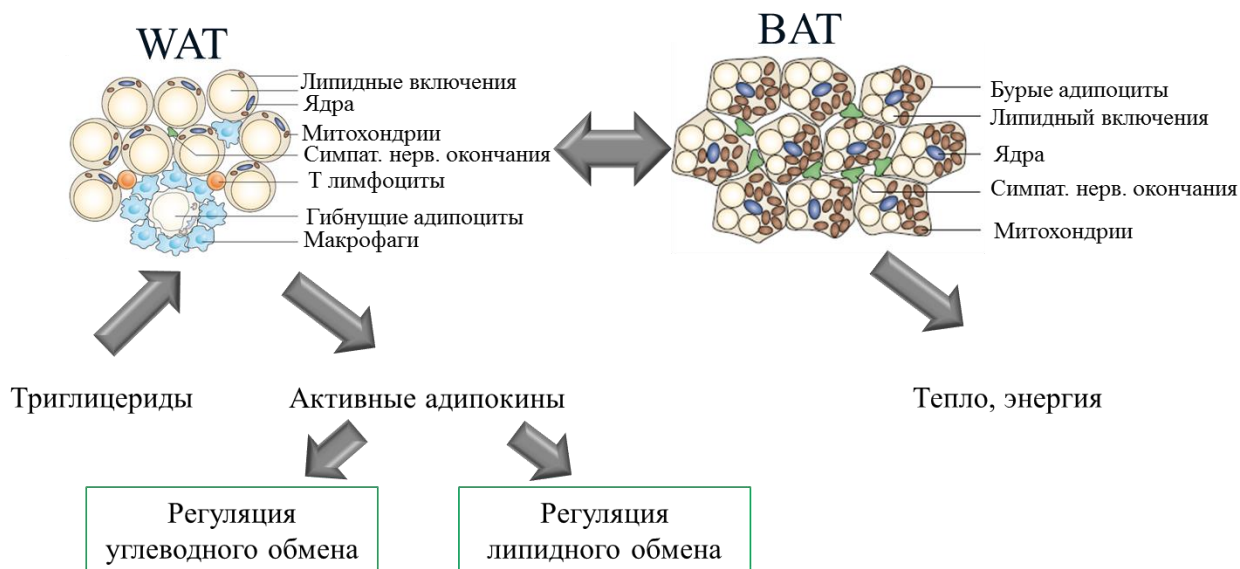 WAT
Липидные включения
Ядра
Митохондрии
Симпат. нерв. окончания
Т лимфоциты
Гибнущие адипоциты
Макрофаги
BAT
Бурые адипоциты
Липидный включения
Ядра
Симпат. нерв. окончания
Митохондрии
Триглицериды
Активные адипокины
Тепло, энергия
Регуляция
углеводного обмена
Регуляция
липидного обмена